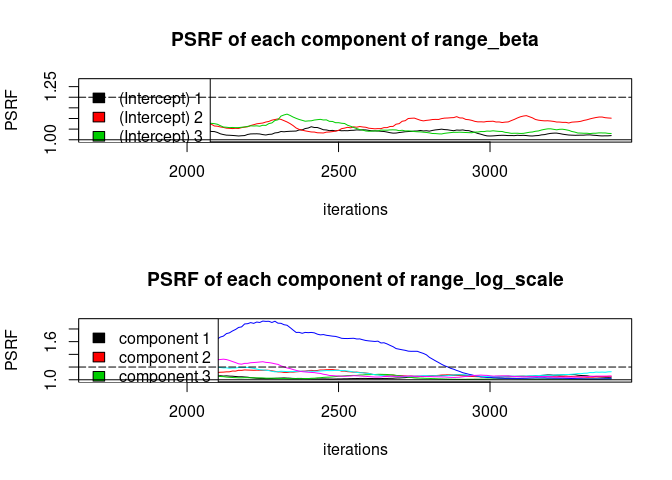 PSRF of each component of range_beta
PSRF
1.00
1.25
(Intercept) 1
(Intercept) 2
(Intercept) 3
2000
2500
3000
iterations
PSRF of each component of range_log_scale
PSRF
1.0
1.6
component 1
component 2
component 3
2000
2500
3000
iterations